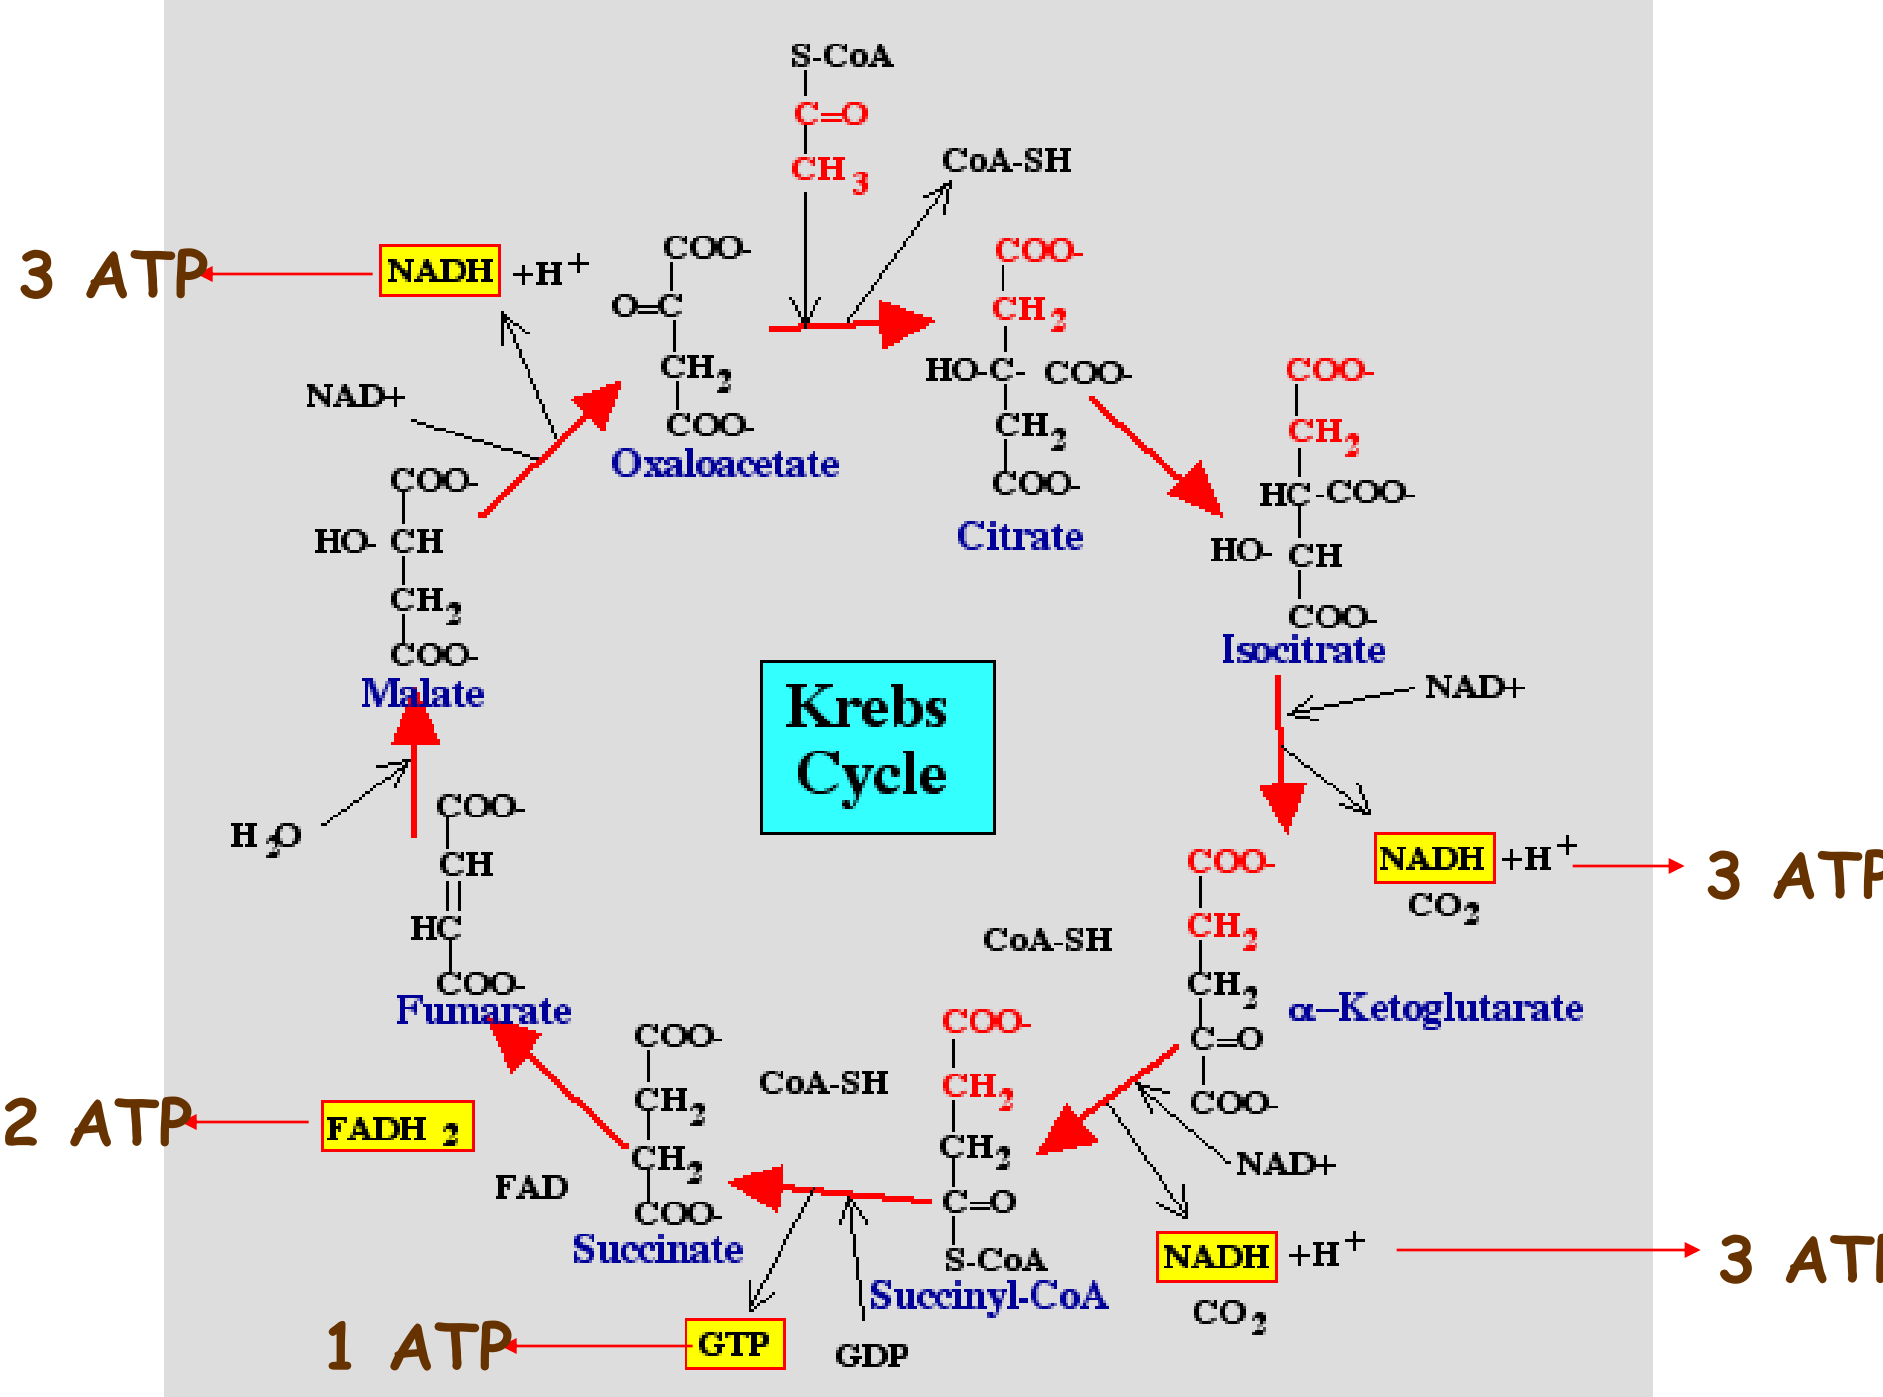 S-CoA
C=O
CH3
CoA-SH
3 ATP
NADH +H+
NAD+
COO-
O=C
CH2
COO-
Oxaloacetate
COO-
CH2
HO-C- COO-
CH2
COO-
Citrate
COO-
CH2
HC-COO-
HO- CH
COO-
Isocitrate
COO-
HO- CH
CH2
COO-
Malate
Krebs
Cycle
NAD+
NADH +H+
3 ATP
CO2
H2O
COO-
CH
HC
COO-
Fumarate
CoA-SH
COO-
CH2
CH2
C=O
COO-
α-Ketoglutarate
NAD+
NADH +H+
3 ATP
CO2
COO-
CH2
CH2
C=O
S-CoA
Succinyl-CoA
CoA-SH
GDP
GTP
1 ATP
COO-
CH2
CH2
COO-
Succinate
FAD
FADH2
2 ATP